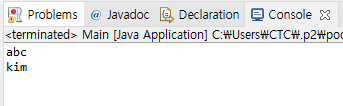 Problems @ Javadoc Declaration Console
<terminated> Main [Java Application] C:₩Users₩CTC₩.p2₩poo
abc
kim